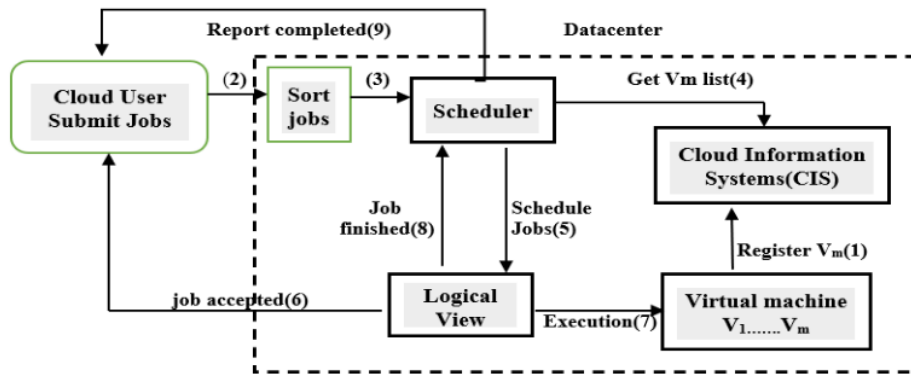 Report completed(9)
Datacenter
(2)
(3)
Get Vm list(4)
Cloud User
Submit Jobs
Sort
jobs
Scheduler
Cloud Information
Systems(CIS)
Job
finished(8)
Schedule
Jobs(5)
Register Vm(1)
job accepted(6)
Logical
View
Execution(7)
Virtual machine
V1.......Vm